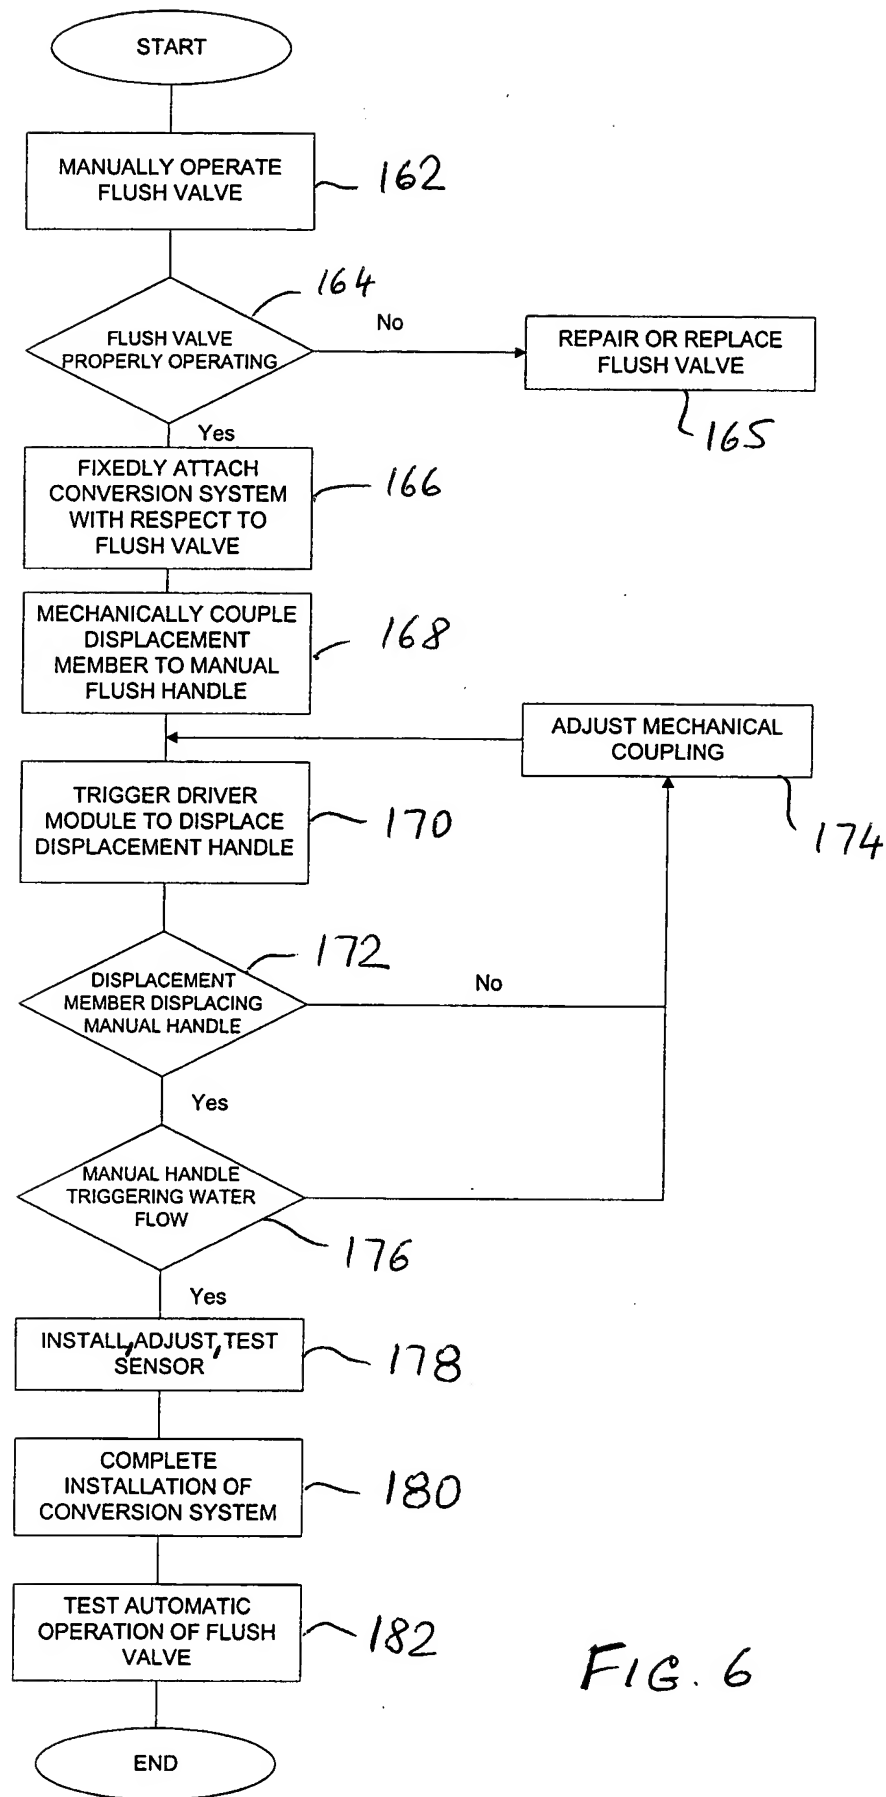 START
MANUALLY OPERATE
FLUSH VALVE
162
164
FLUSH VALVE
PROPERLY OPERATING
No
REPAIR OR REPLACE
FLUSH VALVE
165
Yes
FIXEDLY ATTACH
CONVERSION SYSTEM
WITH RESPECT TO
FLUSH VALVE
166
MECHANICALLY COUPLE
DISPLACEMENT
MEMBER TO MANUAL
FLUSH HANDLE
168
ADJUST MECHANICAL
COUPLING
174
TRIGGER DRIVER
MODULE TO DISPLACE
DISPLACEMENT HANDLE
170
172
DISPLACEMENT
MEMBER DISPLACING
MANUAL HANDLE
No
Yes
MANUAL HANDLE
TRIGGERING WATER
FLOW
176
Yes
INSTALL, ADJUST, TEST
SENSOR
178
COMPLETE
INSTALLATION OF
CONVERSION SYSTEM
180
TEST AUTOMATIC
OPERATION OF FLUSH
VALVE
182
FIG. 6
END